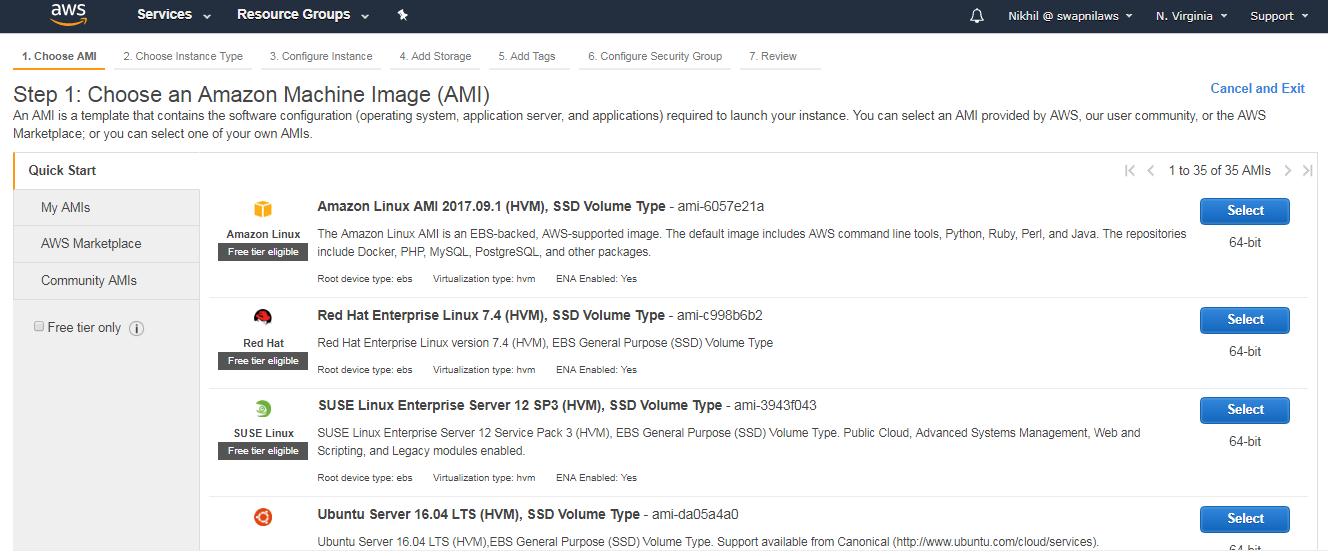 aws Services Resource Groups Nikhil @ swapnilaws N. Virginia Support
1. Choose AMI 2. Choose Instance Type 3. Configure Instance 4. Add Storage 5. Add Tags 6. Configure Security Group 7. Review
Step 1: Choose an Amazon Machine Image (AMI)
Cancel and Exit
An AMI is a template that contains the software configuration (operating system, application server, and applications) required to launch your instance. You can select an AMI provided by AWS, our user community, or the AWS
Marketplace; or you can select one of your own AMIs.
Quick Start
My AMIs
AWS Marketplace
Community AMIs
Free tier only
1 to 35 of 35 AMIs
Amazon Linux
Free tier eligible
Amazon Linux AMI 2017.09.1 (HVM), SSD Volume Type - ami-6057e21a
The Amazon Linux AMI is an EBS-backed, AWS-supported image. The default image includes AWS command line tools, Python, Ruby, Perl, and Java. The repositories
include Docker, PHP, MySQL, PostgreSQL, and other packages.
Root device type: ebs Virtualization type: hvm ENA Enabled: Yes
Select
64-bit
Red Hat
Free tier eligible
Red Hat Enterprise Linux 7.4 (HVM), SSD Volume Type - ami-c998b6b2
Red Hat Enterprise Linux version 7.4 (HVM), EBS General Purpose (SSD) Volume Type
Root device type: ebs Virtualization type: hvm ENA Enabled: Yes
Select
64-bit
SUSE Linux
Free tier eligible
SUSE Linux Enterprise Server 12 SP3 (HVM), SSD Volume Type - ami-3943f043
SUSE Linux Enterprise Server 12 Service Pack 3 (HVM), EBS General Purpose (SSD) Volume Type. Public Cloud, Advanced Systems Management, Web and
Scripting, and Legacy modules enabled.
Root device type: ebs Virtualization type: hvm ENA Enabled: Yes
Select
64-bit
Ubuntu Server 16.04 LTS (HVM), SSD Volume Type - ami-da05a4a0
Ubuntu Server 16.04 LTS (HVM),EBS General Purpose (SSD) Volume Type. Support available from Canonical (http://www.ubuntu.com/cloud/services).
Select
64-bit